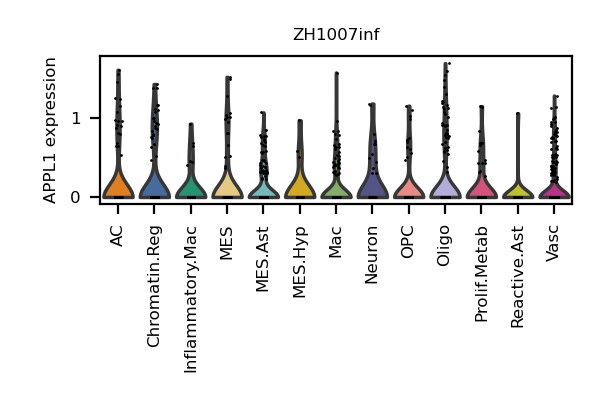 ZH1007inf
APPL1 expression
1
0
AC
Chromatin.Reg
Inflammatory.Mac
MES
MES.Ast
MES.Hyp
Mac
Neuron
OPC
Oligo
Prolif.Metab
Reactive.Ast
Vasc